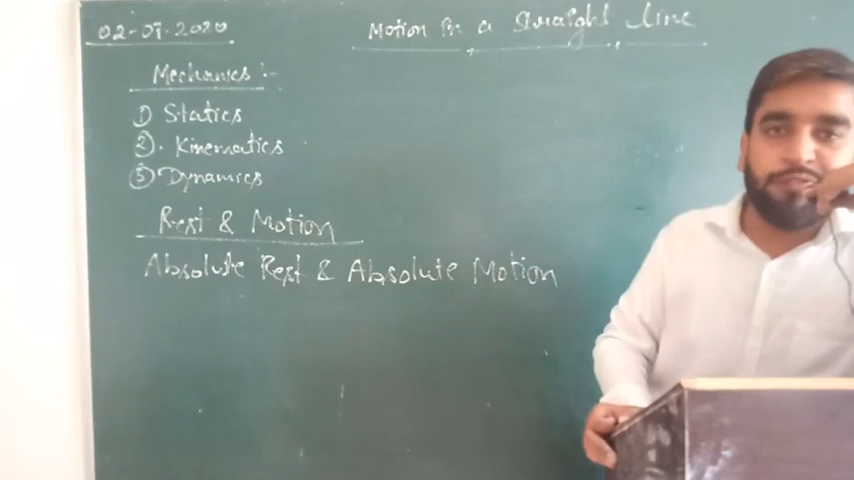 02-07-2020
Motion in a straight line
Mechanics :-
① Statics
②. Kinematics
③ Dynamics
Rest & Motion
Absolute Rest & Absolute Motion